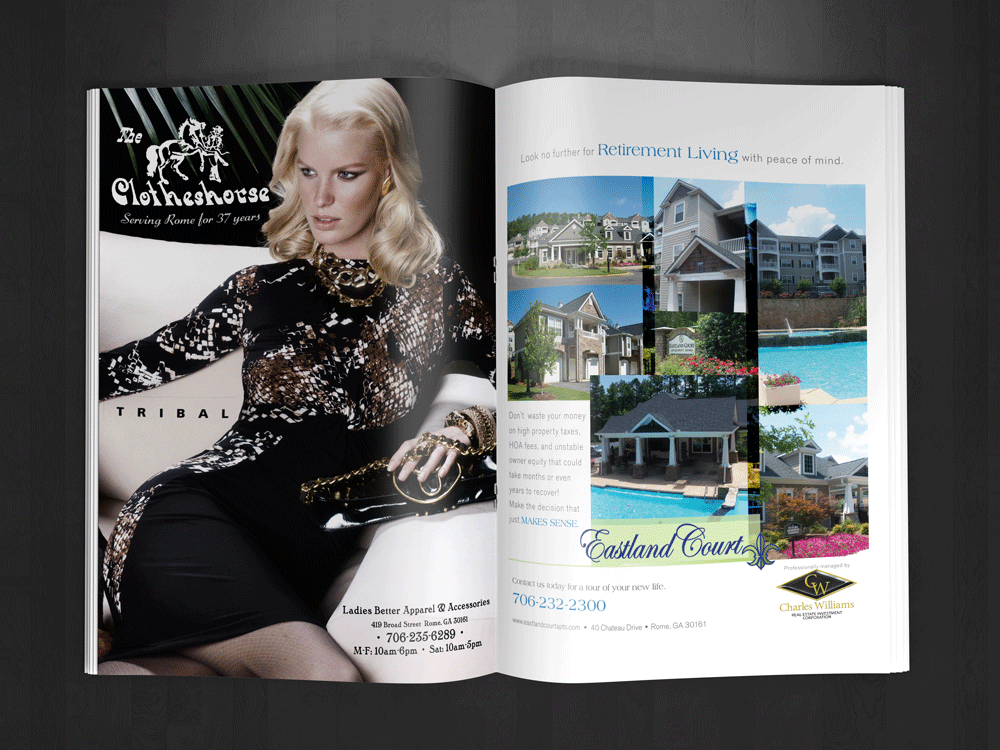 The
Clotheshorse
Serving Rome for 37 years
TRIBAL
Ladies Better Apparel & Accessories
419 Broad Street Rome, GA 30161
• 706-235-6289 •
M-F: 10am-6pm • Sat: 10am-5pm
Look no further for Retirement Living with peace of mind.
EASTLAND COURT
Don't waste your money
on high property taxes,
HOA fees, and unstable
owner equity that could
take months or even
years to recover!
Make the decision that
just MAKES SENSE.
Eastland Court
Contact us today for a tour of your new life.
706-232-2300
www.eastlandcourtapts.com • 40 Chateau Drive • Rome, GA 30161
Professionally managed by
CW
Charles Williams
REAL ESTATE INVESTMENT
CORPORATION